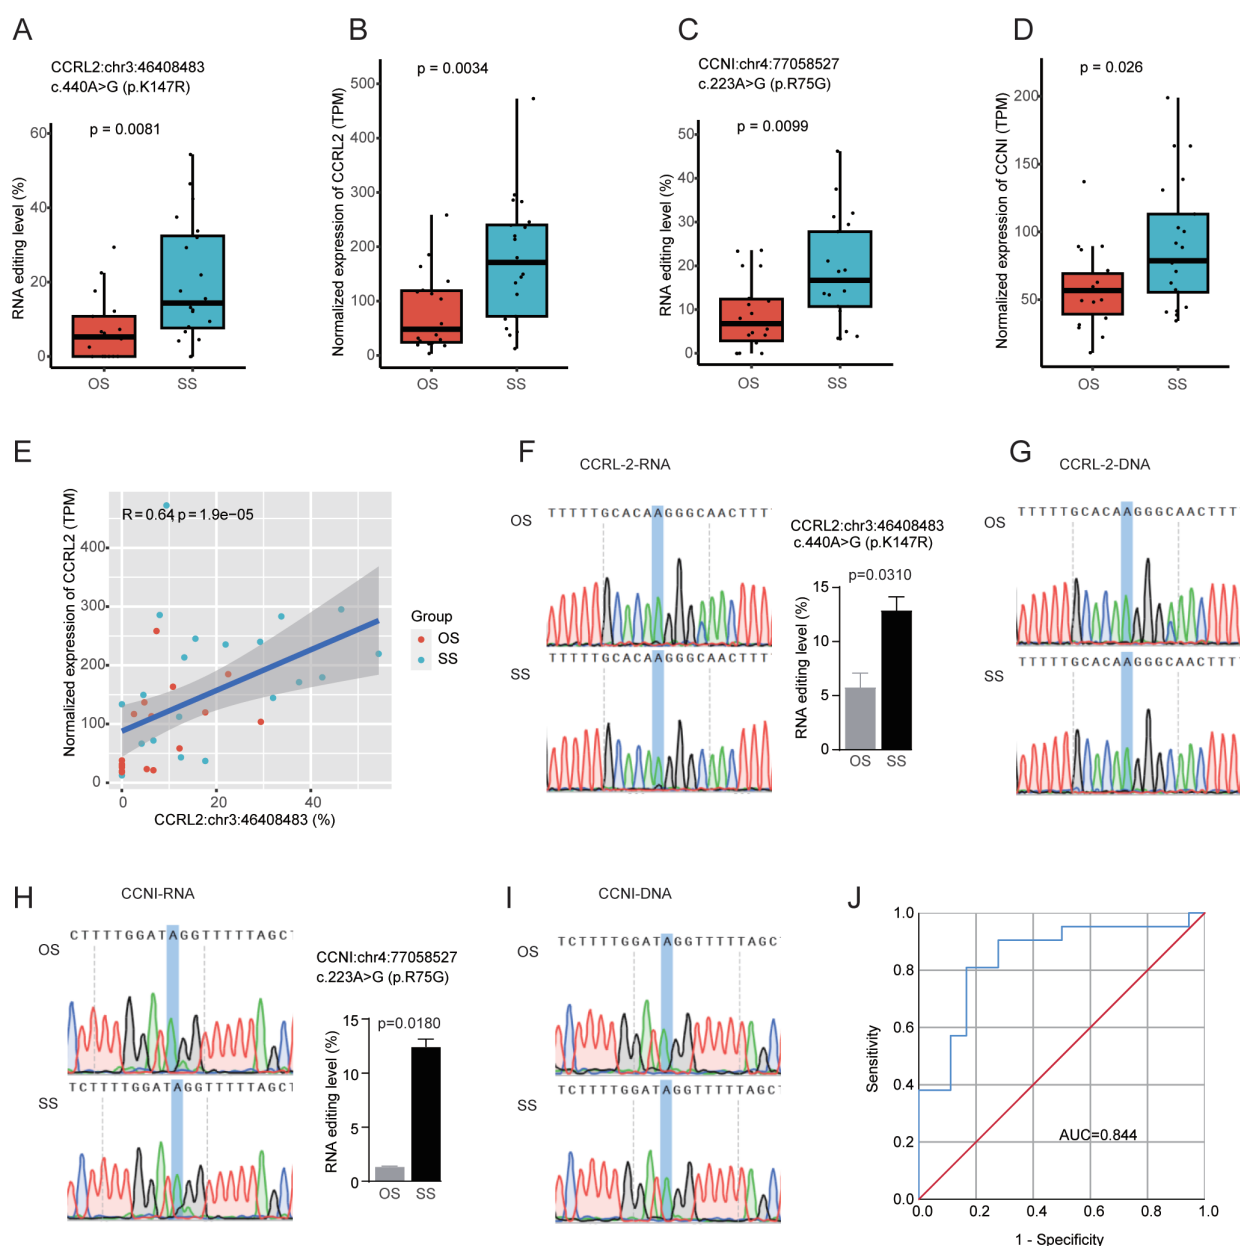 A
CCRL2:chr3:46408483
c.440A>G (p.K147R)
p = 0.0081
RNA editing level (%)
60
40
20
0
OS
SS
B
p = 0.0034
Normalized expression of CCRL2 (TPM)
500
400
300
200
100
0
OS
SS
C
CCNI:chr4:77058527
c.223A>G (p.R75G)
p = 0.0099
RNA editing level (%)
50
40
30
20
10
0
OS
SS
D
p = 0.026
Normalized expression of CCNI (TPM)
200
150
100
50
OS
SS
E
R = 0.64 p = 1.9e−05
Normalized expression of CCRL2 (TPM)
400
300
200
100
0
0
20
40
CCRL2:chr3:46408483 (%)
Group
OS
SS
F
CCRL-2-RNA
OS
TTTTTGCACAAGGGCAACTTT
SS
TTTTTGCACAAGGGCAACTTT
CCRL2:chr3:46408483
c.440A>G (p.K147R)
p=0.0310
RNA editing level (%)
15
10
5
0
OS
SS
G
CCRL-2-DNA
OS
TTTTTGCACAAGGGCAACTTT
SS
TTTTTGCACAAGGGCAACTTT
H
CCNI-RNA
OS
CTTTTGGATAGGTTTTTAGC
SS
TCTTTTGGATAGGTTTTTAGC
CCNI:chr4:77058527
c.223A>G (p.R75G)
p=0.0180
RNA editing level (%)
15
10
5
0
OS
SS
I
CCNI-DNA
OS
TCTTTTGGATAGGTTTTTAGC
SS
TCTTTTGGATAGGTTTTTAGC
J
Sensitivity
1.0
0.8
0.6
0.4
0.2
0.0
AUC=0.844
0.0
0.2
0.4
0.6
0.8
1.0
1 - Specificity